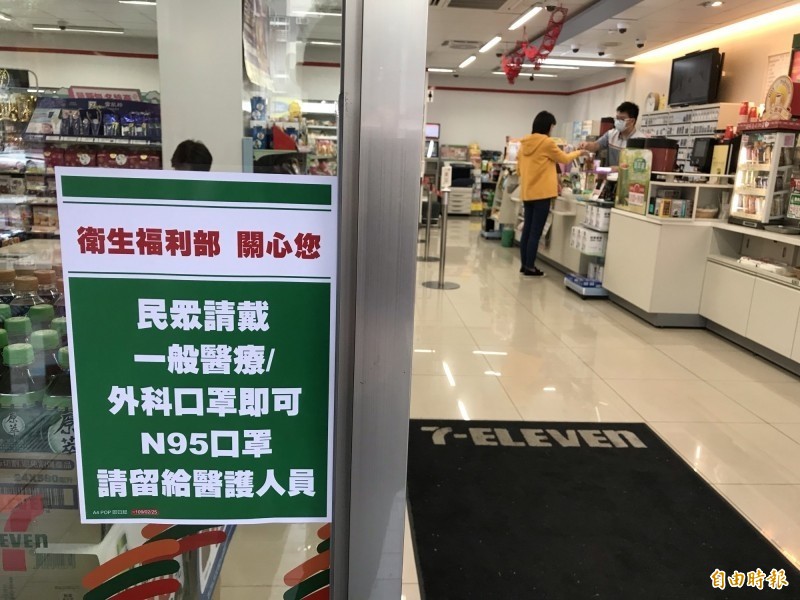 衛生福利部 關心您
民眾請戴
一般醫療/
外科口罩即可
N95口罩
請留給醫護人員
7-ELEVEN
ELEVEN
自由時報